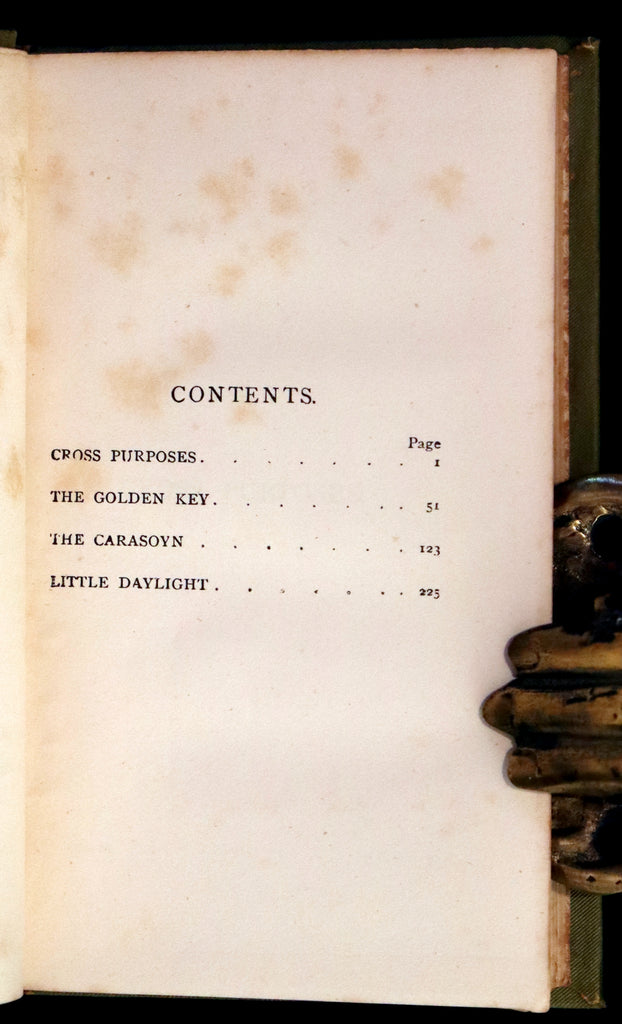 CONTENTS.
Page
CROSS PURPOSES . . . . . . . 1
THE GOLDEN KEY . . . . . . . 51
THE CARASOYN . . . . . . . 123
LITTLE DAYLIGHT . . . . . . . 225